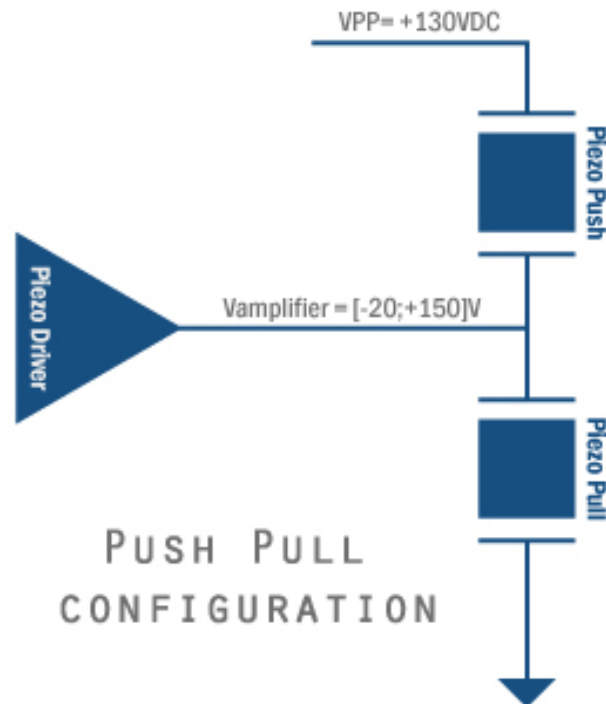 VPP= +130VDC
Piezo Push
Piezo Driver
Vamplifier = [-20;+150]V
Piezo Pull
PUSH PULL
CONFIGURATION